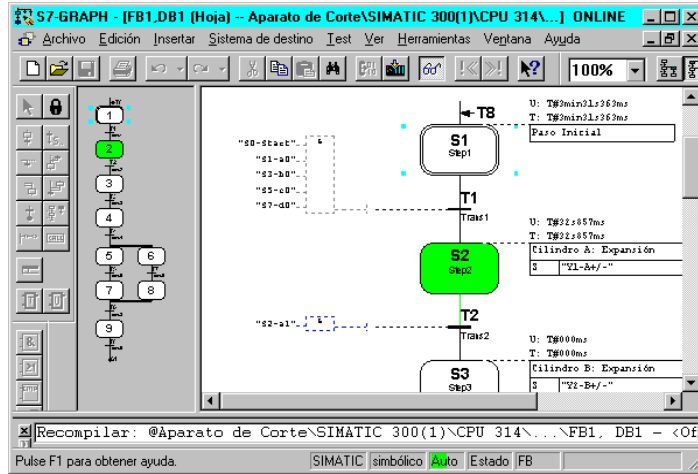 S7-GRAPH - [FB1,DB1 (Hoja) -- Aparato de Corte\SIMATIC 300(1)\CPU 314\...] ONLINE
Archivo Edición Insertar Sistema de destino Test Ver Herramientas Ventana Ayuda
100%
1
2
3
4
5 6
7 8
9
T8
U: T#3min31s363ms
T: T#3min31s363ms
Paso Inicial
S1
Step1
"S0-Start"
"S1-a0"
"S3-b0"
"S5-c0"
"S7-d0"
&
T1
Trans1
U: T#32s857ms
T: T#32s857ms
Cilindro A: Expansión
S "Y1-A+/-"
S2
Step2
"S2-a1"
&
T2
Trans2
U: T#000ms
T: T#000ms
Cilindro B: Expansión
S "Y2-B+/-"
S3
Step3
Recompilar: @Aparato de Corte\SIMATIC 300(1)\CPU 314\...\FB1, DB1 - <Of
Pulse F1 para obtener ayuda.
SIMATIC simbólico Auto Estado FB